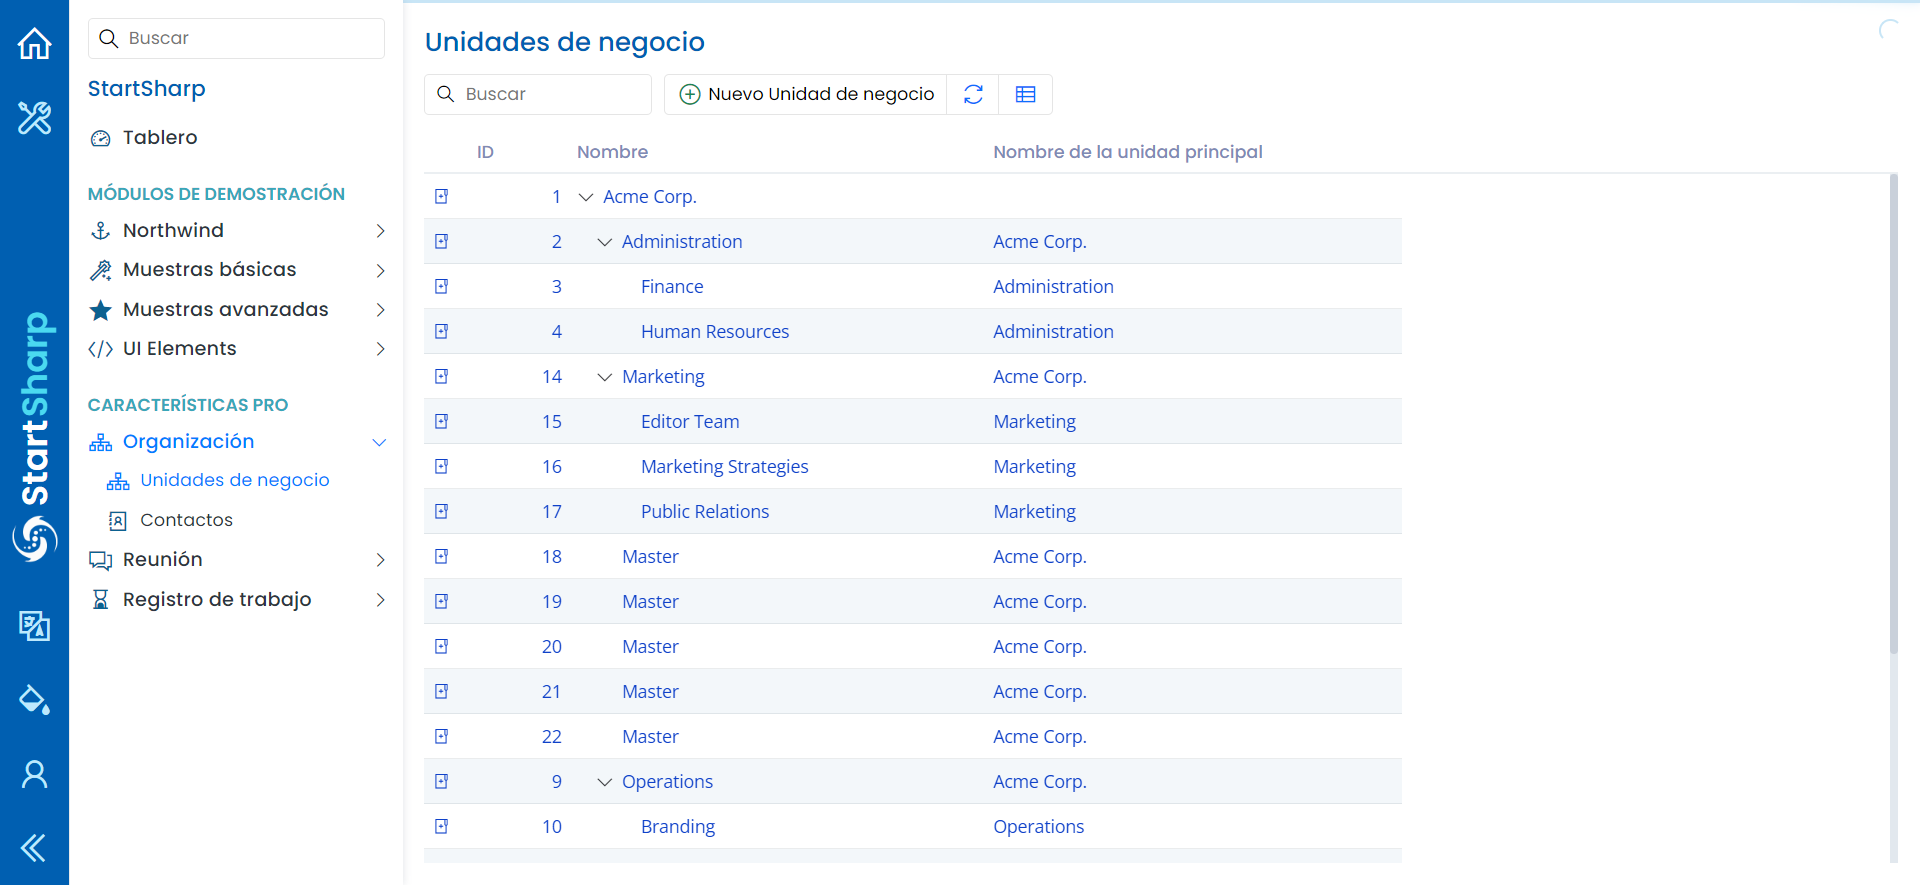 StartSharp
Buscar
StartSharp
Tablero
MÓDULOS DE DEMOSTRACIÓN
Northwind
Muestras básicas
Muestras avanzadas
UI Elements
CARACTERÍSTICAS PRO
Organización
Unidades de negocio
Contactos
Reunión
Registro de trabajo
Unidades de negocio
Buscar
Nuevo Unidad de negocio
ID Nombre Nombre de la unidad principal
1 Acme Corp.
2 Administration Acme Corp.
3 Finance Administration
4 Human Resources Administration
14 Marketing Acme Corp.
15 Editor Team Marketing
16 Marketing Strategies Marketing
17 Public Relations Marketing
18 Master Acme Corp.
19 Master Acme Corp.
20 Master Acme Corp.
21 Master Acme Corp.
22 Master Acme Corp.
9 Operations Acme Corp.
10 Branding Operations